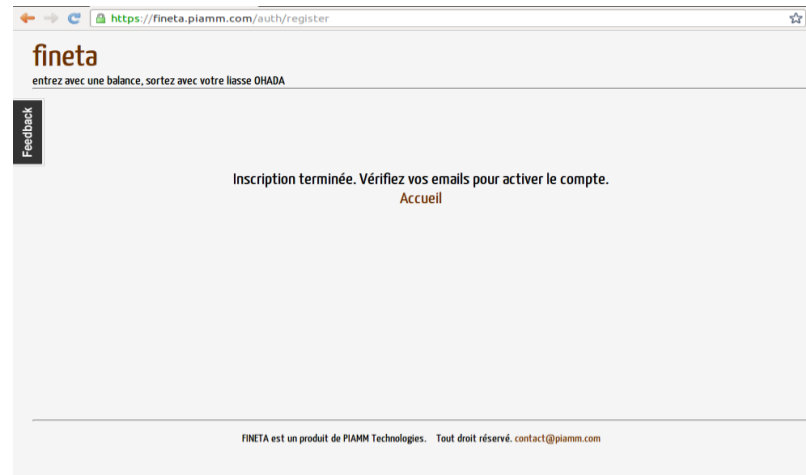 https://fineta.piamm.com/auth/register
fineta
entrez avec une balance, sortez avec votre liasse OHADA
Feedback
Inscription terminée. Vérifiez vos emails pour activer le compte.
Accueil
FINETA est un produit de PIAMM Technologies. Tout droit réservé. contact@piamm.com